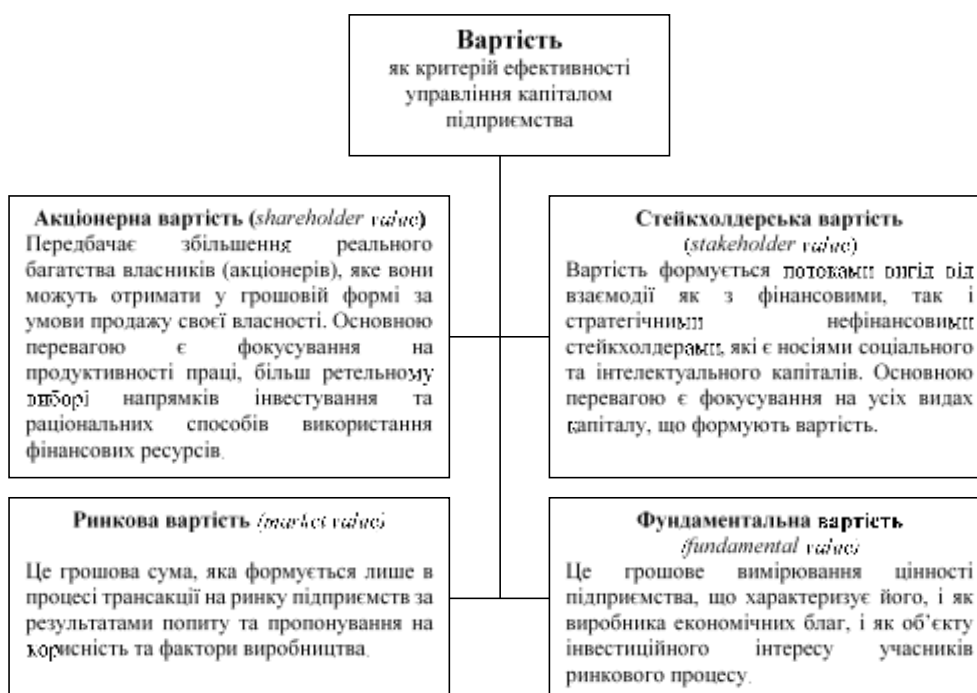 Вартість
як критерій ефективності
управління капіталом
підприємства
Акціонерна вартість (shareholder value)
Передбачає збільшення реального
багатства власників (акціонерів), яке вони
можуть отримати у грошовій формі за
умови продажу своєї власності. Основною
перевагою є фокусування на
продуктивності праці, більш ретельному
виборі напрямків інвестування та
раціональних способів використання
фінансових ресурсів.
Стейкхолдерська вартість
(stakeholder value)
Вартість формується потоками вигід від
взаємодії як з фінансовими, так і
стратегічними нефінансовими
стейкхолдерами, які є носіями соціального
та інтелектуального капіталів. Основною
перевагою є фокусування на усіх видах
капіталу, що формують вартість.
Ринкова вартість (market value)
Це грошова сума, яка формується лише в
процесі трансакції на ринку підприємств за
результатами попиту та пропонування на
корисність та фактори виробництва.
Фундаментальна вартість
(fundamental value)
Це грошове вимірювання цінності
підприємства, що характеризує його, і як
виробника економічних благ, і як об’єкту
інвестиційного інтересу учасників
ринкового процесу.